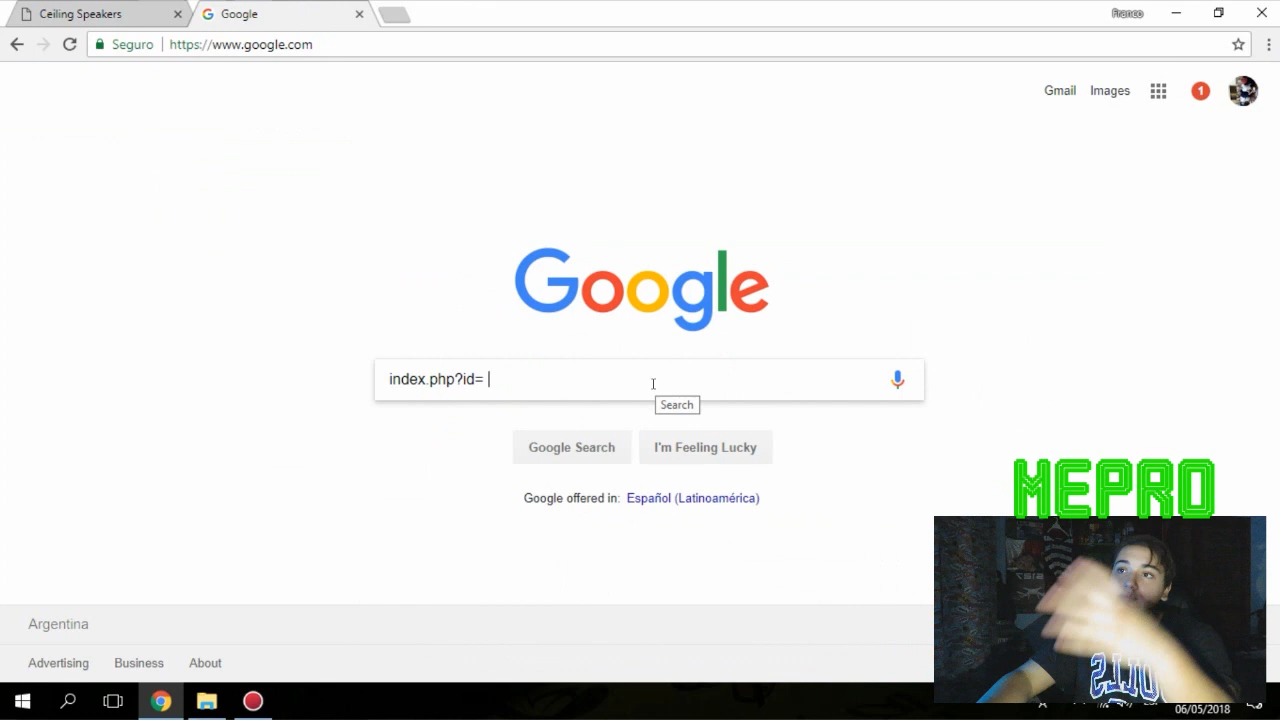 Ceiling Speakers
Google
Franco
Seguro
https://www.google.com
Gmail
Images
1
Google
index.php?id=
Search
Google Search
I'm Feeling Lucky
Google offered in: Español (Latinoamérica)
MEPRO
Argentina
Advertising
Business
About
06/05/2018